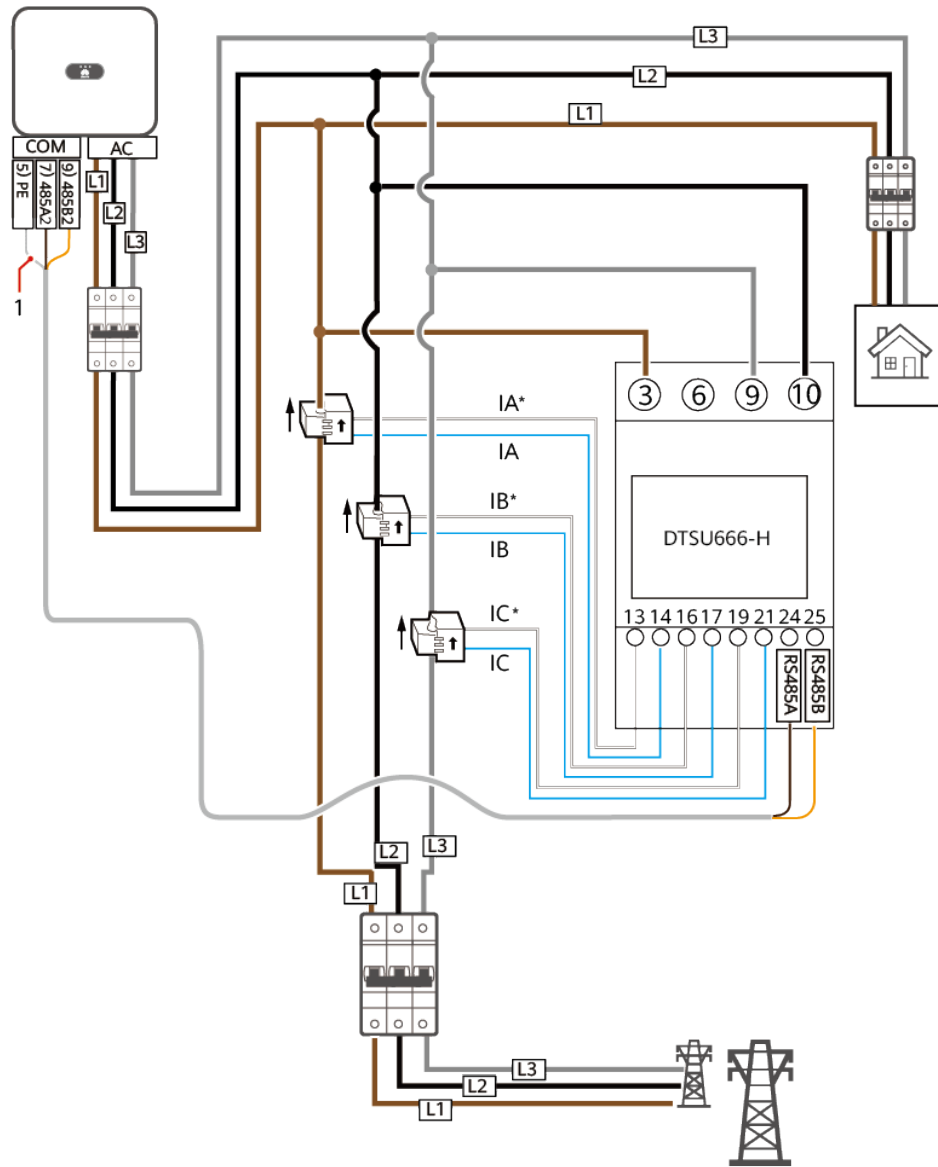 L3
L2
L1
COM
AC
5) PE
7) 485A2
9) 485B2
L1
L2
L3
1
3
6
9
10
IA*
IA
IB*
IB
IC*
IC
DTSU666-H
13 14 16 17 19 21 24 25
RS485A
RS485B
L2
L3
L1
L3
L2
L1